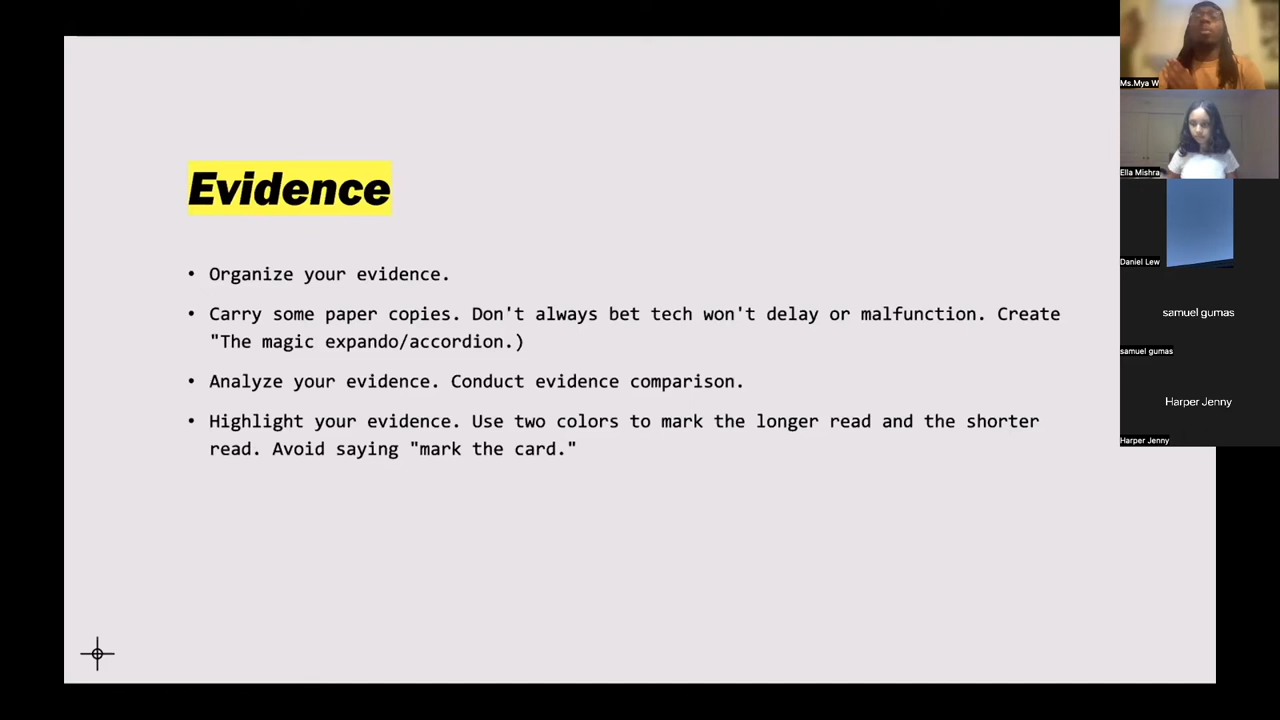 Evidence
• Organize your evidence.
• Carry some paper copies. Don't always bet tech won't delay or malfunction. Create
"The magic expando/accordion.)
• Analyze your evidence. Conduct evidence comparison.
• Highlight your evidence. Use two colors to mark the longer read and the shorter
read. Avoid saying "mark the card."
Ms.Mya W
Ella Mishra
Daniel Lew
samuel gumas
samuel gumas
Harper Jenny
Harper Jenny